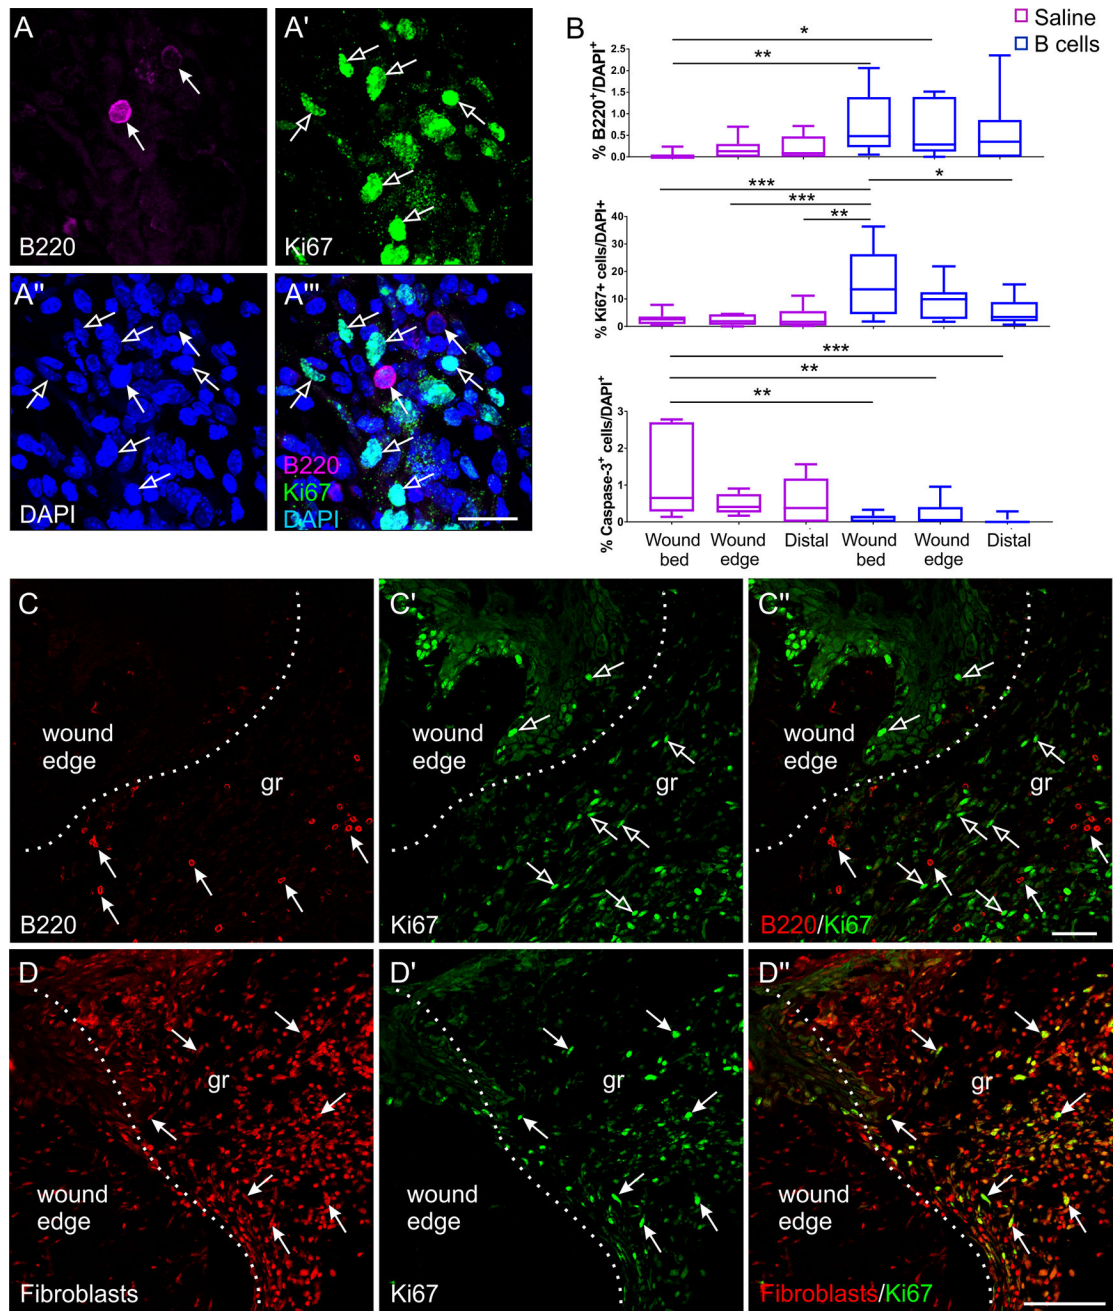 A
B220
A'
Ki67
A''
DAPI
A'''
B220
Ki67
DAPI
B
Saline
B cells
*
**
% B220⁺/DAPI⁺
2.5
2.0
1.5
1.0
0.5
0.0
***
***
**
*
% Ki67+ cells/DAPI+
40
30
20
10
0
***
**
**
% Caspase-3⁺ cells/DAPI⁺
3
2
1
0
Wound bed
Wound edge
Distal
Wound bed
Wound edge
Distal
C
wound
edge
gr
B220
C'
wound
edge
gr
Ki67
C''
wound
edge
gr
B220/Ki67
D
gr
wound
edge
Fibroblasts
D'
gr
wound
edge
Ki67
D''
gr
wound
edge
Fibroblasts/Ki67